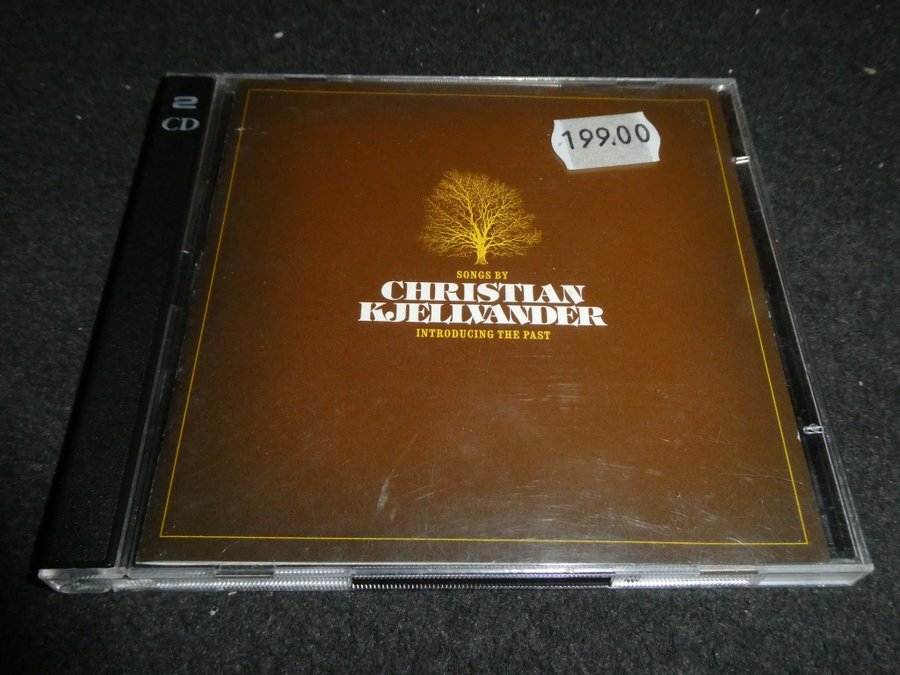 2
CD
199.00
SONGS BY
CHRISTIAN
KJELLVANDER
INTRODUCING THE PAST